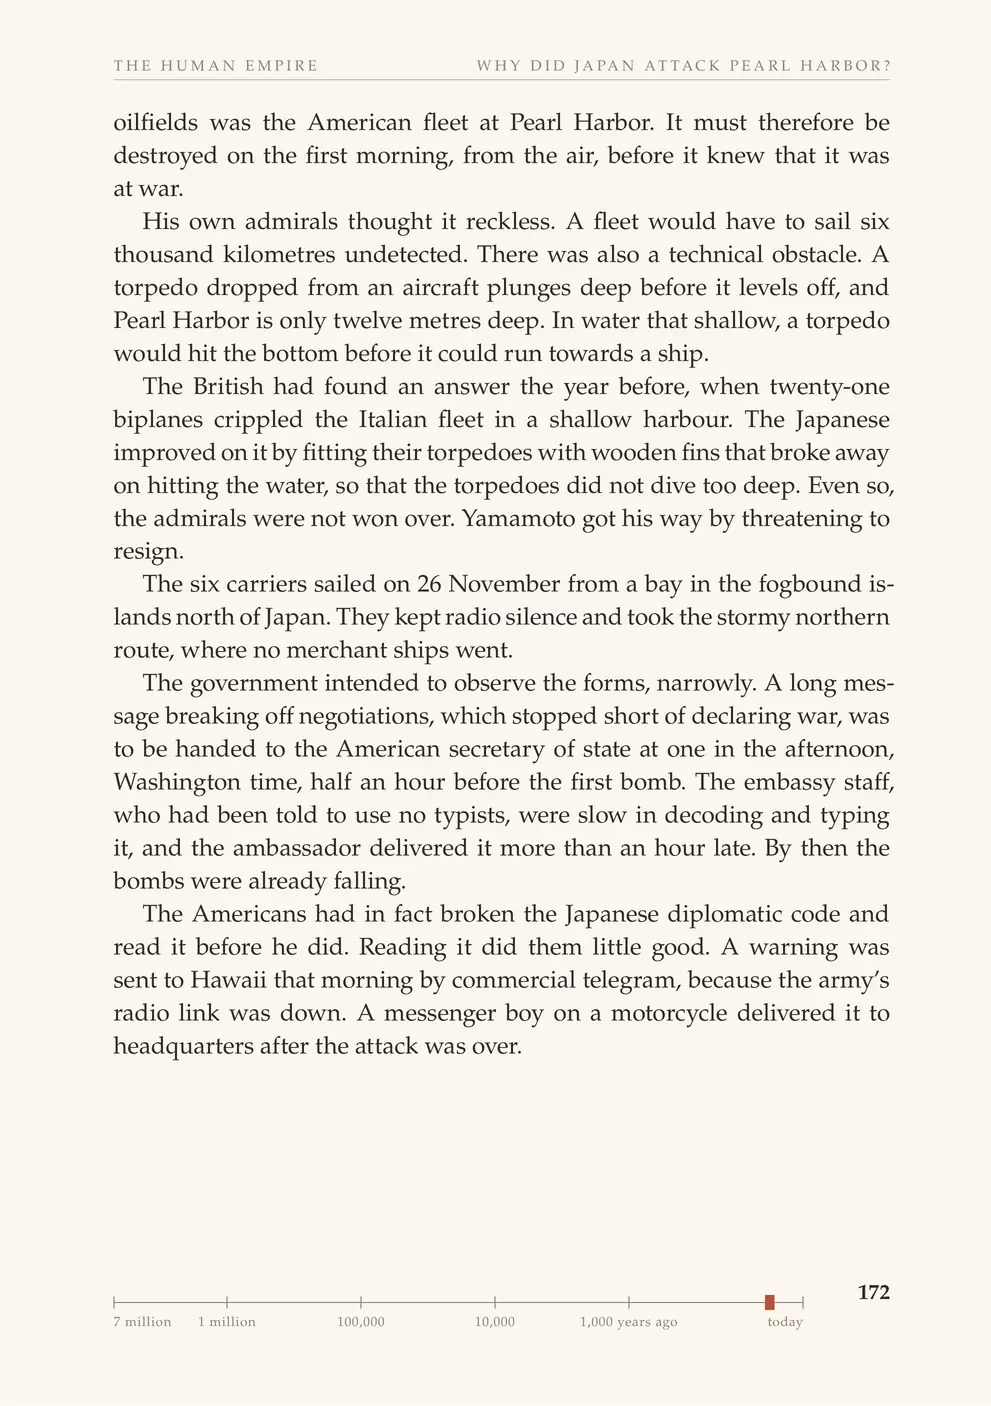 THE HUMAN EMPIRE
WHY DID JAPAN ATTACK PEARL HARBOR?
oilfields was the American fleet at Pearl Harbor. It must therefore be
destroyed on the first morning, from the air, before it knew that it was
at war.
His own admirals thought it reckless. A fleet would have to sail six
thousand kilometres undetected. There was also a technical obstacle. A
torpedo dropped from an aircraft plunges deep before it levels off, and
Pearl Harbor is only twelve metres deep. In water that shallow, a torpedo
would hit the bottom before it could run towards a ship.
The British had found an answer the year before, when twenty-one
biplanes crippled the Italian fleet in a shallow harbour. The Japanese
improved on it by fitting their torpedoes with wooden fins that broke away
on hitting the water, so that the torpedoes did not dive too deep. Even so,
the admirals were not won over. Yamamoto got his way by threatening to
resign.
The six carriers sailed on 26 November from a bay in the fogbound is-
lands north of Japan. They kept radio silence and took the stormy northern
route, where no merchant ships went.
The government intended to observe the forms, narrowly. A long mes-
sage breaking off negotiations, which stopped short of declaring war, was
to be handed to the American secretary of state at one in the afternoon,
Washington time, half an hour before the first bomb. The embassy staff,
who had been told to use no typists, were slow in decoding and typing
it, and the ambassador delivered it more than an hour late. By then the
bombs were already falling.
The Americans had in fact broken the Japanese diplomatic code and
read it before he did. Reading it did them little good. A warning was
sent to Hawaii that morning by commercial telegram, because the army’s
radio link was down. A messenger boy on a motorcycle delivered it to
headquarters after the attack was over.
172
7 million
1 million
100,000
10,000
1,000 years ago
today